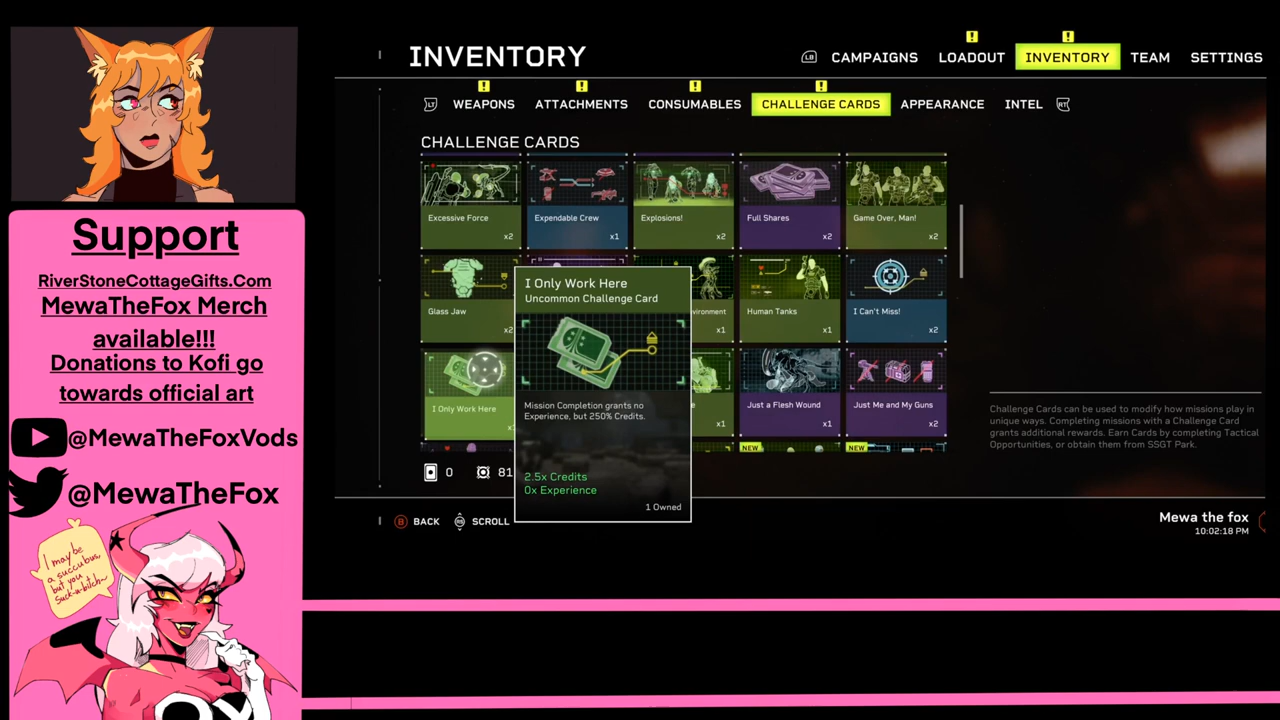 Support
RiverStoneCottageGifts.Com
MewaTheFox Merch
available!!!
Donations to Kofi go
towards official art
@MewaTheFoxVods
@MewaTheFox
I maybe
a succubus,
but you
suck-a-bitch~
INVENTORY
LB
CAMPAIGNS
LOADOUT
INVENTORY
TEAM
SETTINGS
LT
WEAPONS
ATTACHMENTS
CONSUMABLES
CHALLENGE CARDS
APPEARANCE
INTEL
RT
CHALLENGE CARDS
Excessive Force
x2
Expendable Crew
x1
Explosions!
x2
Full Shares
x2
Game Over, Man!
x2
Glass Jaw
x2
x1
Human Tanks
x1
I Can't Miss!
x2
I Only Work Here
I Only Work Here
Uncommon Challenge Card
Mission Completion grants no
Experience, but 250% Credits.
2.5x Credits
0x Experience
1 Owned
x1
Just a Flesh Wound
x1
Just Me and My Guns
x2
NEW
NEW
0
81
B BACK
RS SCROLL
Challenge Cards can be used to modify how missions play in
unique ways. Completing missions with a Challenge Card
grants additional rewards. Earn Cards by completing Tactical
Opportunities, or obtain them from SSGT Park.
Mewa the fox
10:02:18 PM